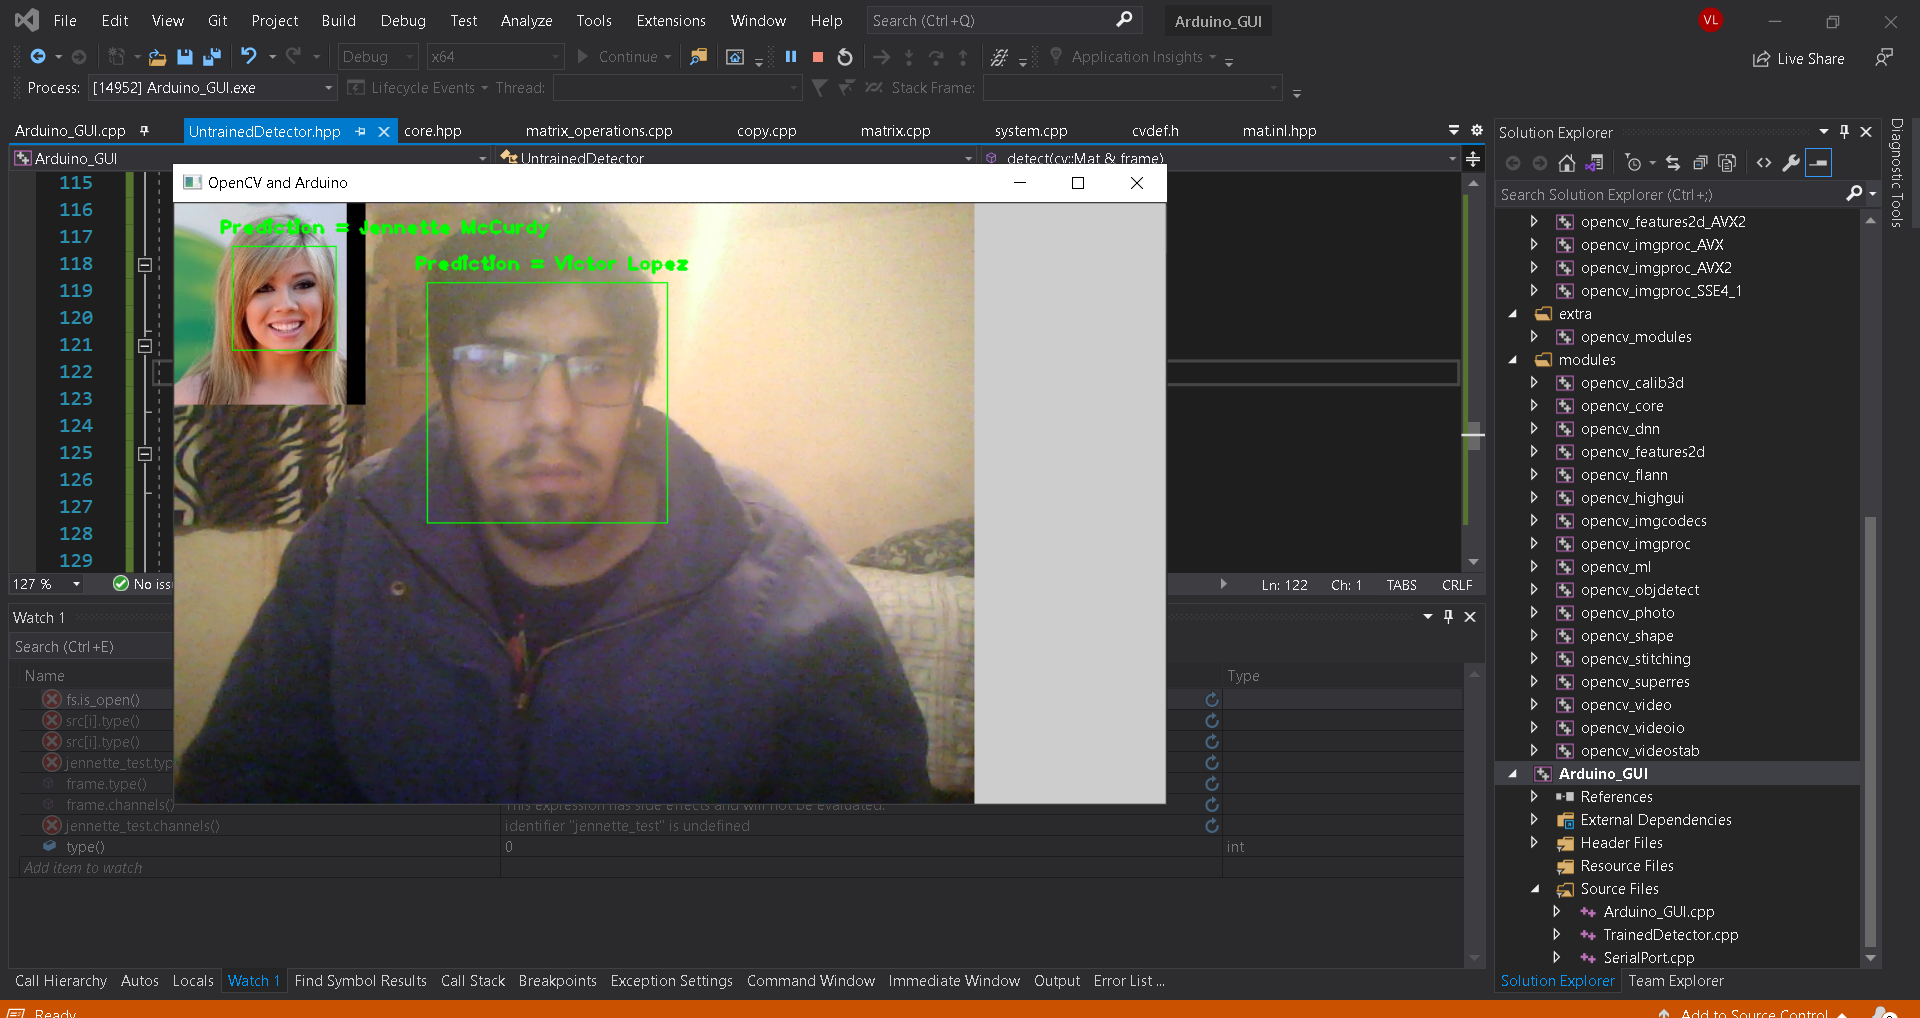 File Edit View Git Project Build Debug Test Analyze Tools Extensions Window Help Search (Ctrl+Q) Arduino_GUI VL
Debug x64 Continue Application Insights Live Share
Process: [14952] Arduino_GUI.exe Lifecycle Events Thread: Stack Frame:
Arduino_GUI.cpp UntrainedDetector.hpp core.hpp matrix_operations.cpp copy.cpp matrix.cpp system.cpp cvdef.h mat.inl.hpp
Arduino_GUI UntrainedDetector detect(cv::Mat & frame)
115
116
117
118
119
120
121
122
123
124
125
126
127
128
129
OpenCV and Arduino
Prediction = Jennette McCurdy
Prediction = Victor Lopez
127 % No iss Ln: 122 Ch: 1 TABS CRLF
Watch 1
Search (Ctrl+E)
Name Type
fs.is_open()
src[i].type()
src[i].type()
jennette_test.typ
frame.type()
frame.channels() This expression has side effects and will not be evaluated.
jennette_test.channels() identifier "jennette_test" is undefined
type() 0 int
Add item to watch
Call Hierarchy Autos Locals Watch 1 Find Symbol Results Call Stack Breakpoints Exception Settings Command Window Immediate Window Output Error List ...
Solution Explorer
Search Solution Explorer (Ctrl+;)
opencv_features2d_AVX2
opencv_imgproc_AVX
opencv_imgproc_AVX2
opencv_imgproc_SSE4_1
extra
opencv_modules
modules
opencv_calib3d
opencv_core
opencv_dnn
opencv_features2d
opencv_flann
opencv_highgui
opencv_imgcodecs
opencv_imgproc
opencv_ml
opencv_objdetect
opencv_photo
opencv_shape
opencv_stitching
opencv_superres
opencv_video
opencv_videoio
opencv_videostab
Arduino_GUI
References
External Dependencies
Header Files
Resource Files
Source Files
Arduino_GUI.cpp
TrainedDetector.cpp
SerialPort.cpp
Solution Explorer Team Explorer
Diagnostic Tools
Ready Add to Source Control